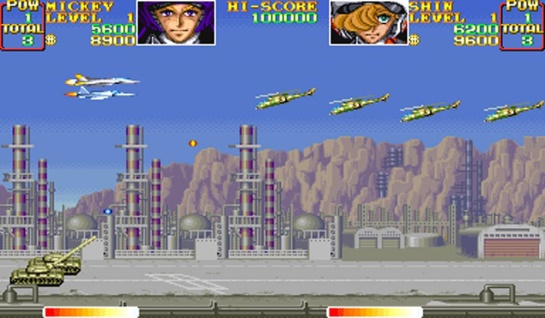 POW
1
TOTAL
3
MICKEY
LEVEL 1
5600
$ 8900
HI-SCORE
100000
SHIN
LEVEL 1
6200
$ 9600
POW
1
TOTAL
3